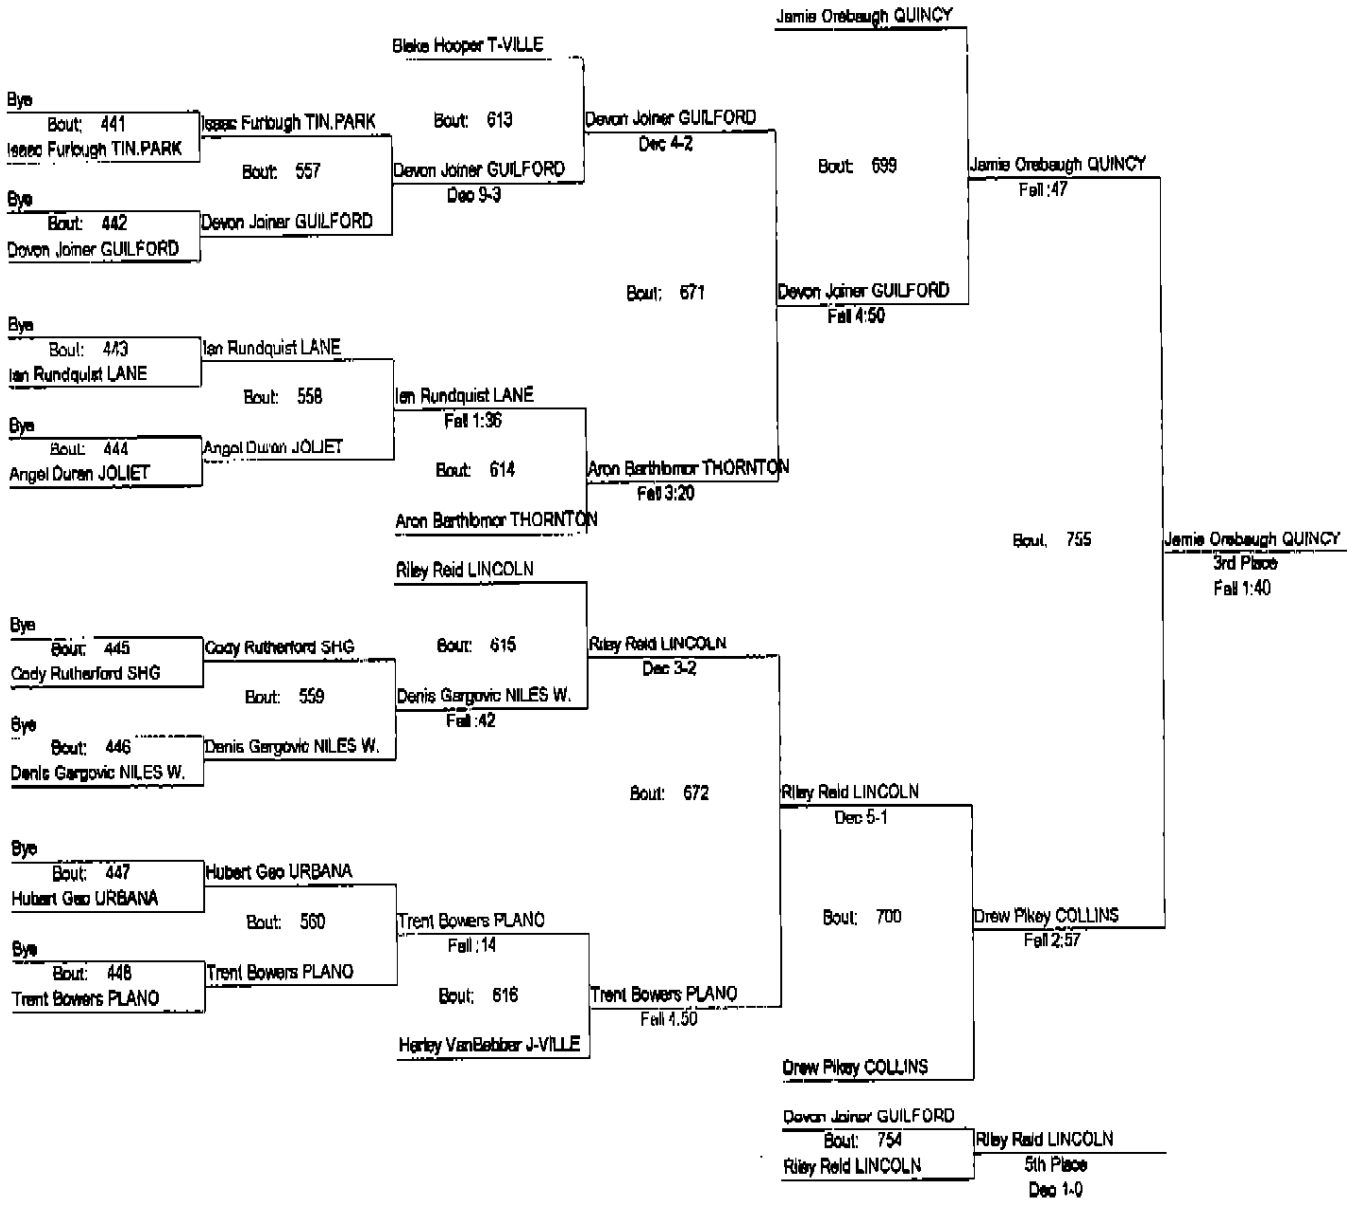 Jamie Orebaugh QUINCY
Blake Hooper T-VILLE
Bye
Bout: 441
Isaac Furlough TIN.PARK
Isaac Furlough TIN.PARK
Bout: 557
Bye
Bout: 442
Devon Joiner GUILFORD
Devon Joiner GUILFORD
Bout: 613
Devon Joiner GUILFORD
Dec 9-3
Devon Joiner GUILFORD
Dec 4-2
Bout: 699
Jamie Orebaugh QUINCY
Fall :47
Bout: 671
Devon Joiner GUILFORD
Fall 4:50
Bye
Bout: 443
Ian Rundquist LANE
Ian Rundquist LANE
Bout: 558
Bye
Bout: 444
Angel Duran JOLIET
Angel Duran JOLIET
Ian Rundquist LANE
Fall 1:36
Bout: 614
Aron Barthlomor THORNTON
Aron Barthlomor THORNTON
Fall 3:20
Bout: 755
Jamie Orebaugh QUINCY
3rd Place
Fall 1:40
Riley Reid LINCOLN
Bye
Bout: 445
Cody Rutherford SHG
Cody Rutherford SHG
Bout: 559
Bye
Bout: 446
Denis Gargovic NILES W.
Denis Gargovic NILES W.
Bout: 615
Denis Gargovic NILES W.
Fall :42
Riley Reid LINCOLN
Dec 3-2
Bout: 672
Riley Reid LINCOLN
Dec 5-1
Bye
Bout: 447
Hubert Gao URBANA
Hubert Gao URBANA
Bout: 560
Bye
Bout: 448
Trent Bowers PLANO
Trent Bowers PLANO
Trent Bowers PLANO
Fall :14
Bout: 616
Harley VanBebber J-VILLE
Trent Bowers PLANO
Fall 4:50
Bout: 700
Drew Pikey COLLINS
Fall 2:57
Drew Pikey COLLINS
Devon Joiner GUILFORD
Bout: 754
Riley Reid LINCOLN
Riley Reid LINCOLN
5th Place
Dec 1-0